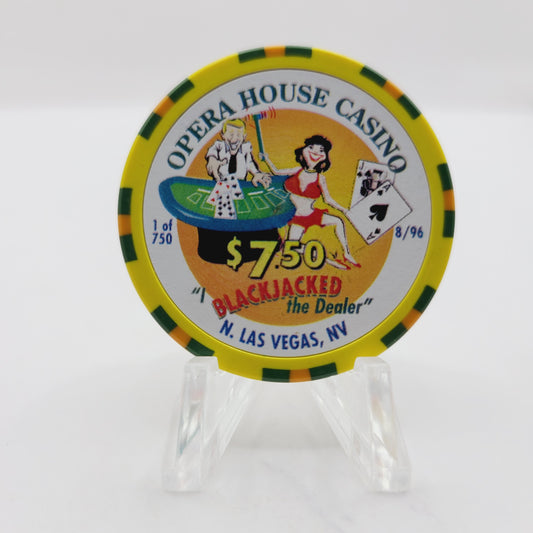 OPERA HOUSE CASINO
1 of
750
8/96
$7.50
"I BLACKJACKED
the Dealer"
N. LAS VEGAS, NV